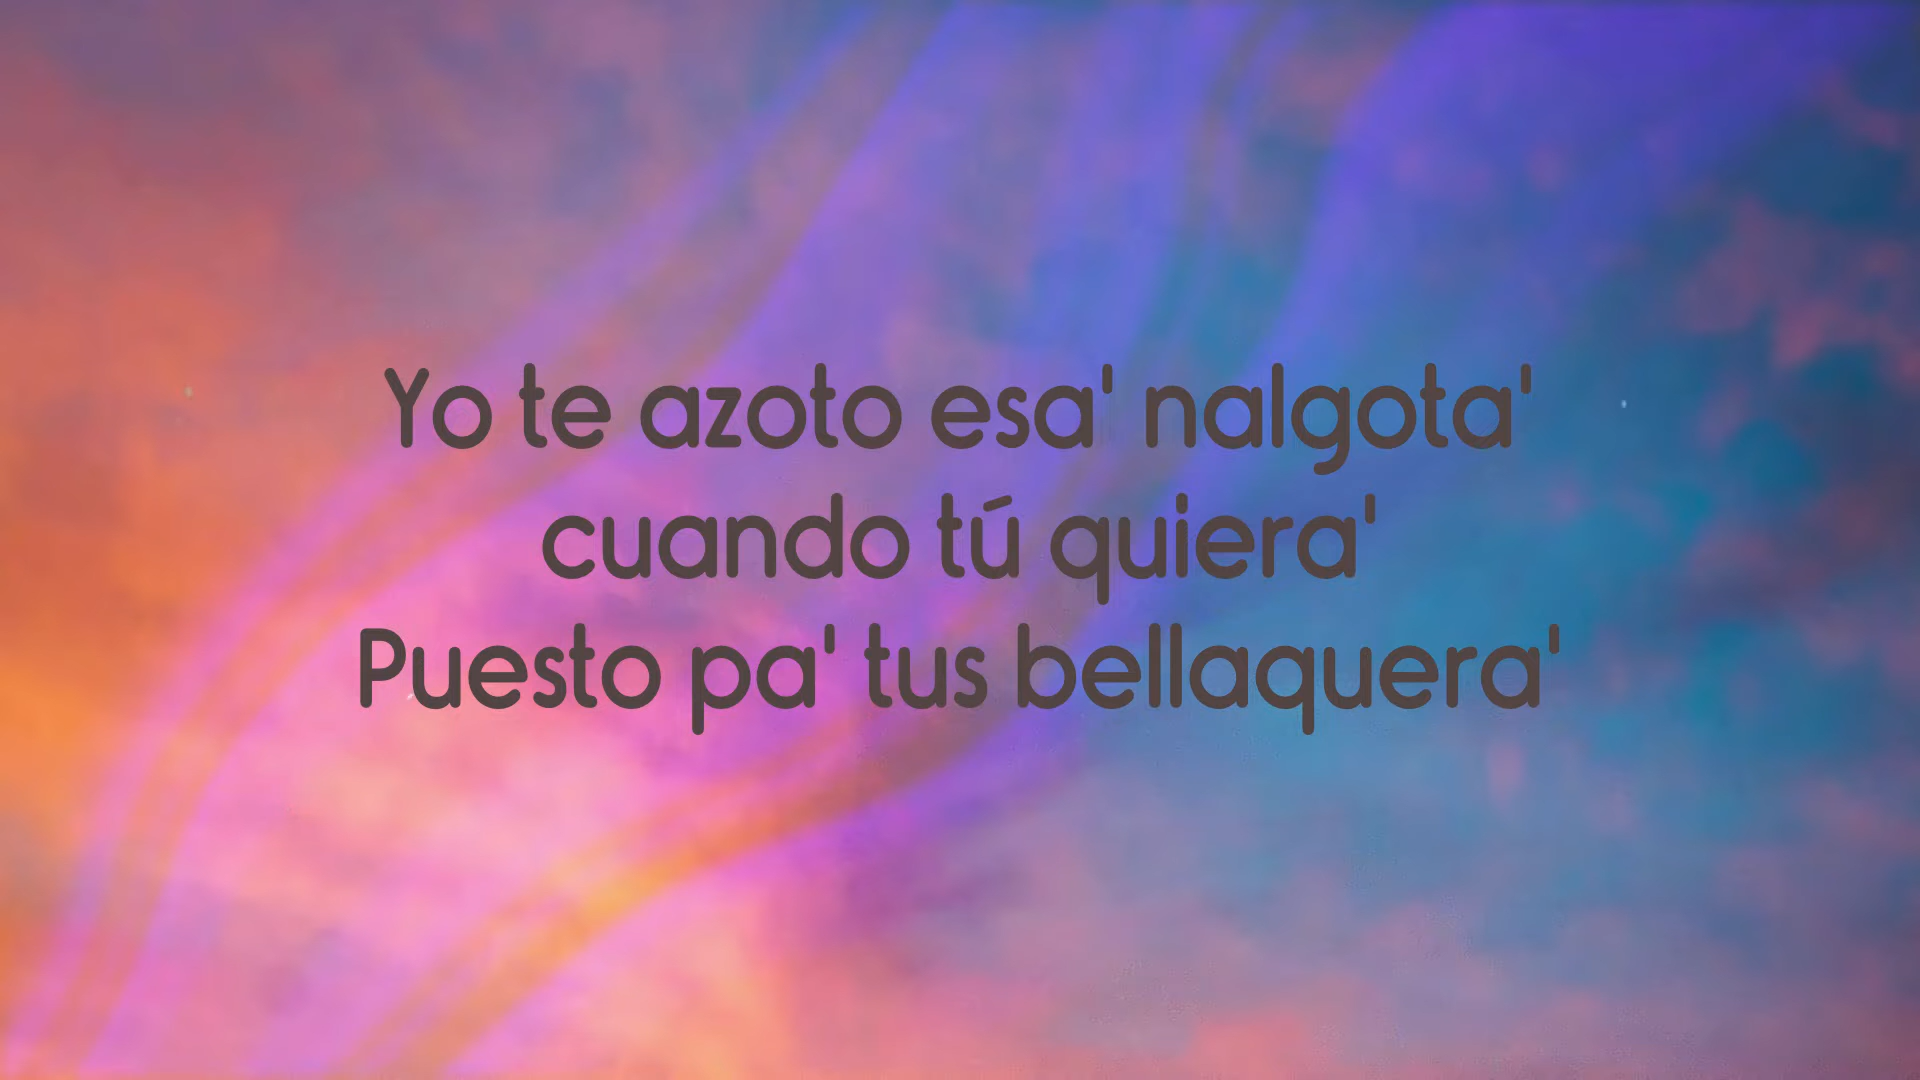 Yo te azoto esa' nalgota'
cuando tú quiera'
Puesto pa' tus bellaquera'